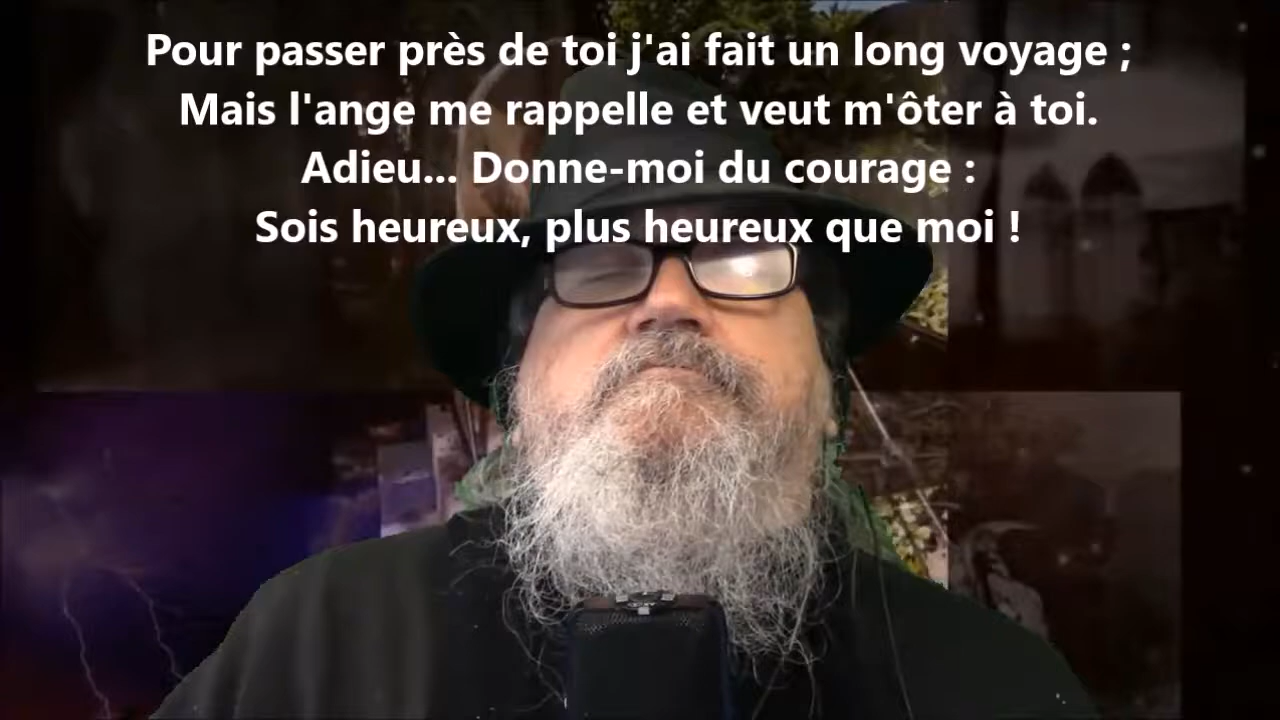 Pour passer près de toi j'ai fait un long voyage ;
Mais l'ange me rappelle et veut m'ôter à toi.
Adieu... Donne-moi du courage :
Sois heureux, plus heureux que moi !